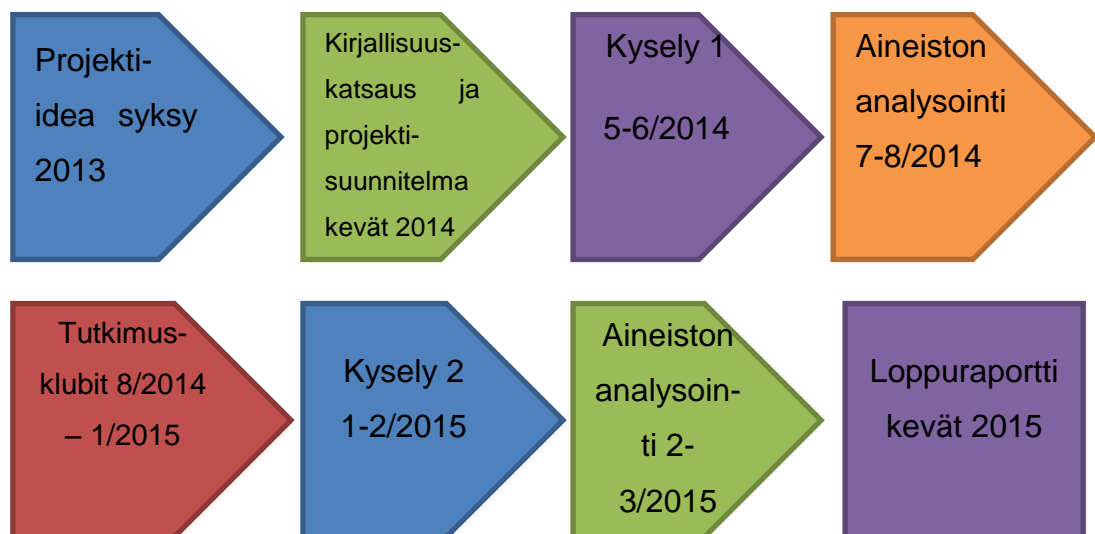 Projekti-
idea syksy
2013
Kirjallisuus-
katsaus ja
projekti-
suunnitelma
kevät 2014
Kysely 1
5-6/2014
Aineiston
analysointi
7-8/2014
Tutkimus-
klubit 8/2014
– 1/2015
Kysely 2
1-2/2015
Aineiston
analysoin-
ti 2-
3/2015
Loppuraportti
kevät 2015